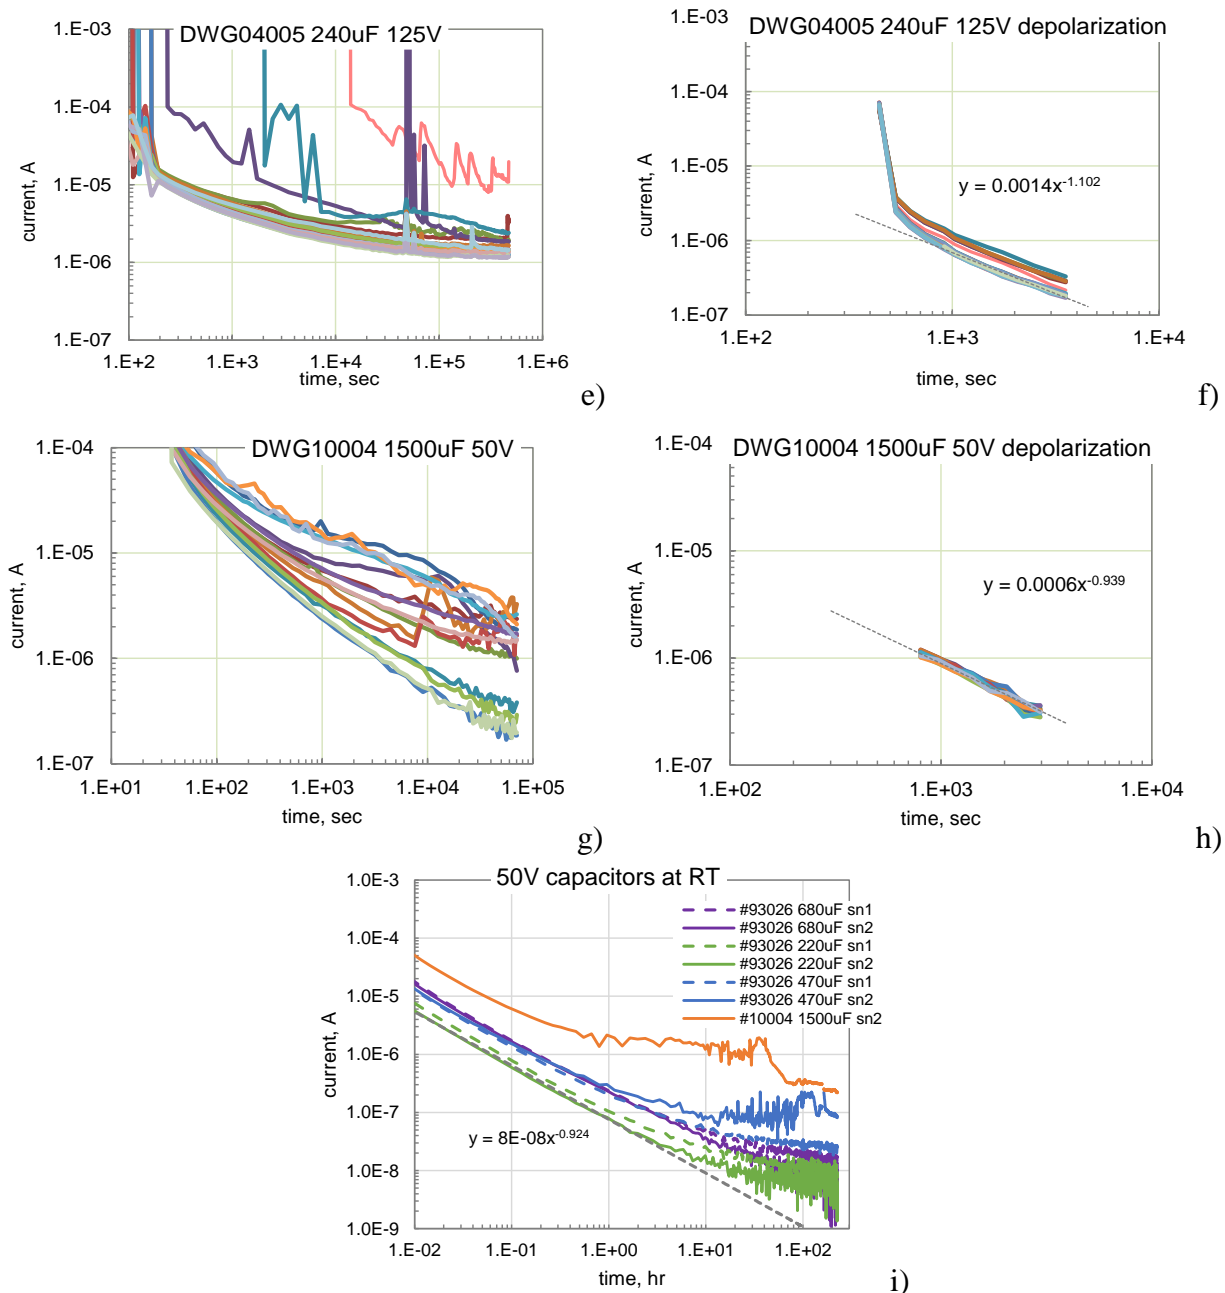 DWG04005 240uF 125V
1.E-03
1.E-04
1.E-05
1.E-06
1.E-07
current, A
1.E+2 1.E+3 1.E+4 1.E+5 1.E+6
time, sec
e)
DWG04005 240uF 125V depolarization
1.E-03
1.E-04
1.E-05
1.E-06
1.E-07
current, A
y = 0.0014x-1.102
1.E+2 1.E+3 1.E+4
time, sec
f)
DWG10004 1500uF 50V
1.E-04
1.E-05
1.E-06
1.E-07
current, A
1.E+01 1.E+02 1.E+03 1.E+04 1.E+05
time, sec
g)
DWG10004 1500uF 50V depolarization
1.E-04
1.E-05
1.E-06
1.E-07
current, A
y = 0.0006x-0.939
1.E+02 1.E+03 1.E+04
time, sec
h)
50V capacitors at RT
1.0E-3
1.0E-4
1.0E-5
1.0E-6
1.0E-7
1.0E-8
1.0E-9
current, A
#93026 680uF sn1
#93026 680uF sn2
#93026 220uF sn1
#93026 220uF sn2
#93026 470uF sn1
#93026 470uF sn2
#10004 1500uF sn2
y = 8E-08x-0.924
1.E-02 1.E-01 1.E+00 1.E+01 1.E+02
time, hr
i)